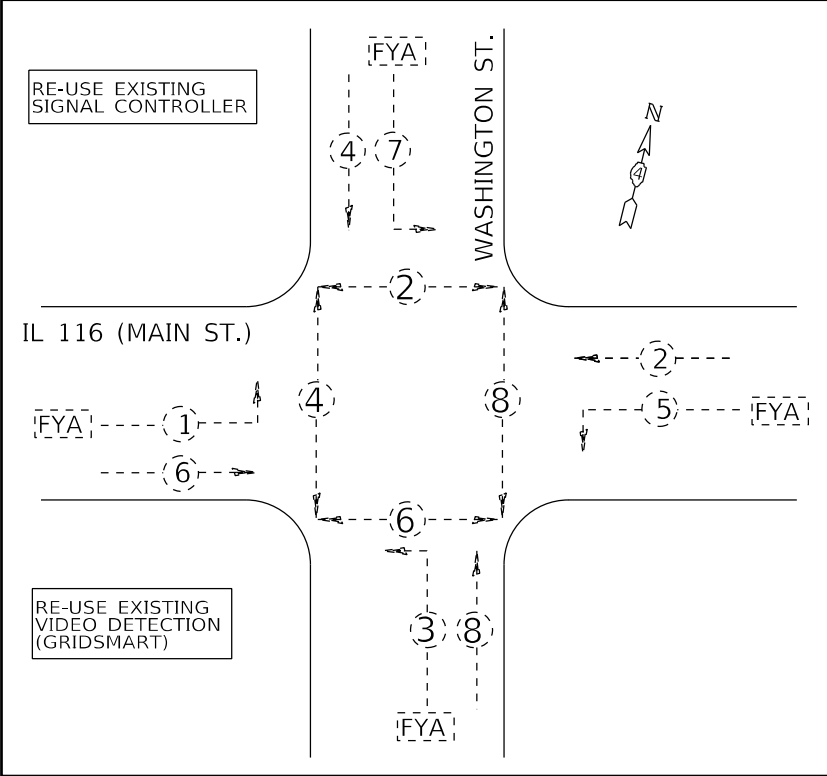 FYA
WASHINGTON ST.
RE-USE EXISTING
SIGNAL CONTROLLER
N
4
4
7
2
IL 116 (MAIN ST.)
2
FYA
1
4
8
5
FYA
6
6
RE-USE EXISTING
VIDEO DETECTION
(GRIDSMART)
3
8
FYA